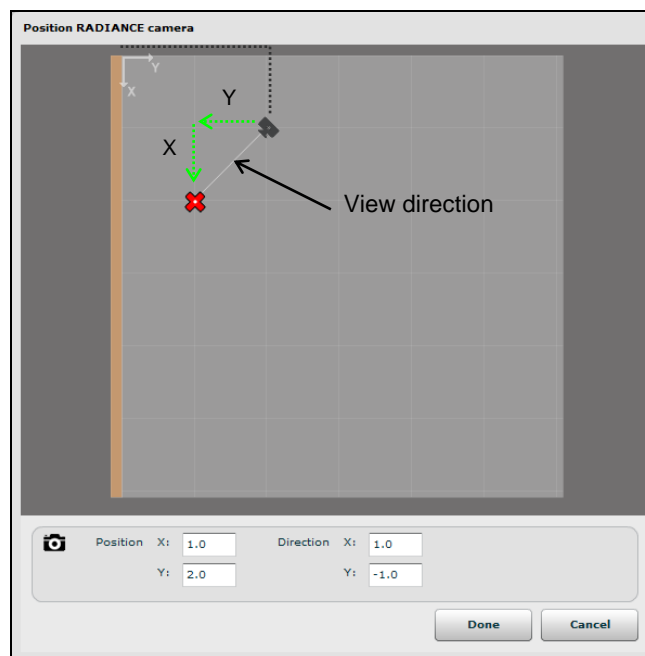 Position RADIANCE camera
Y
X
Y
X
View direction
Position X: 1.0 Direction X: 1.0
Y: 2.0 Y: -1.0
Done Cancel